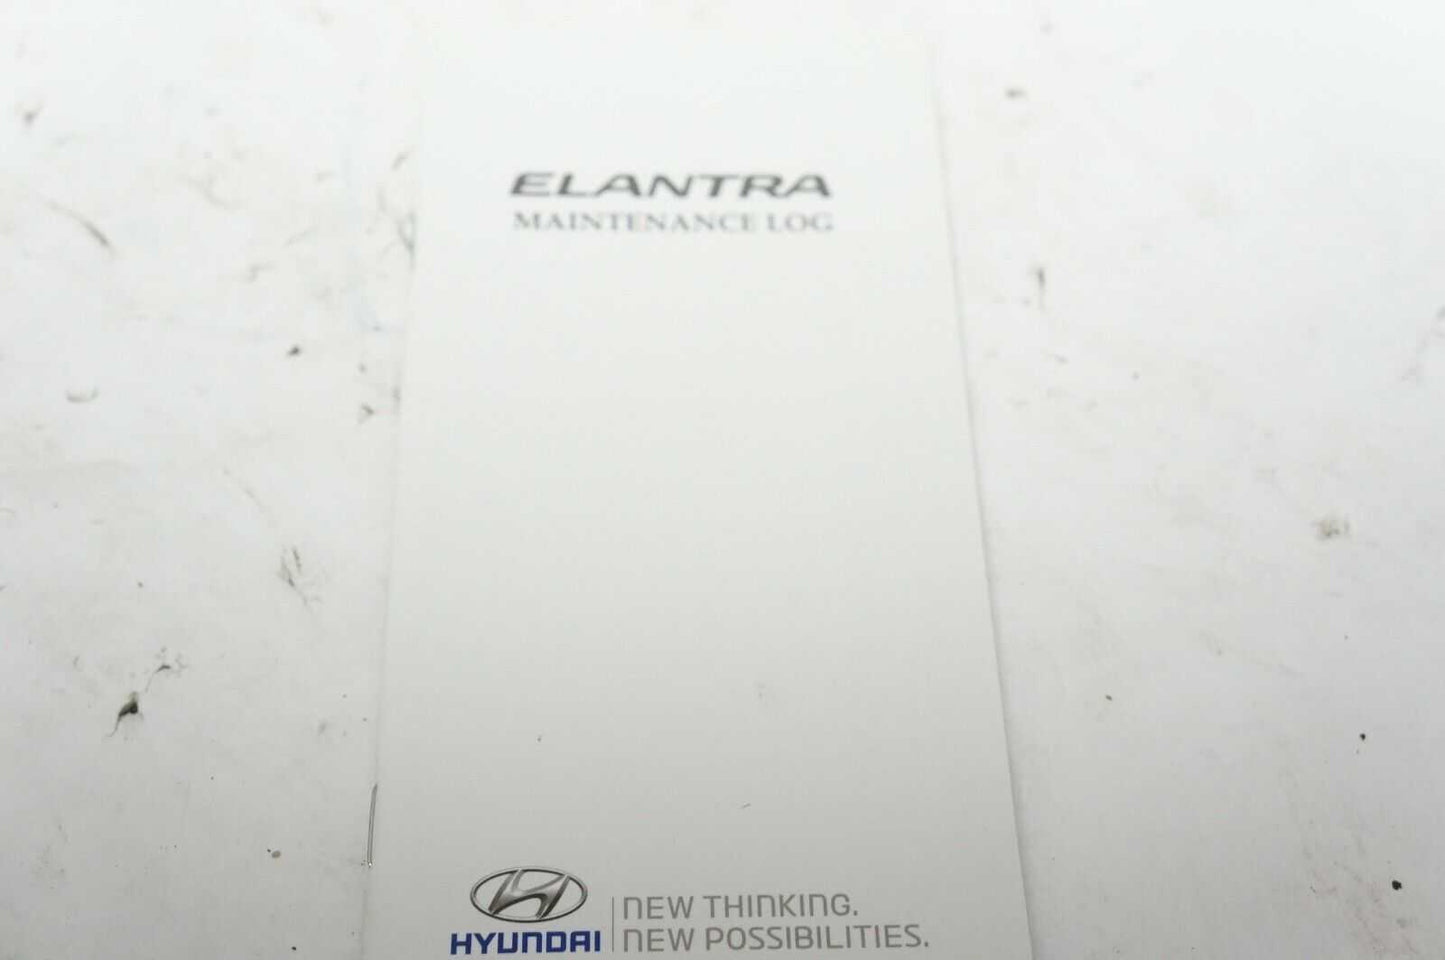 ELANTRA
MAINTENANCE LOG
HYUNDAI
NEW THINKING.
NEW POSSIBILITIES.